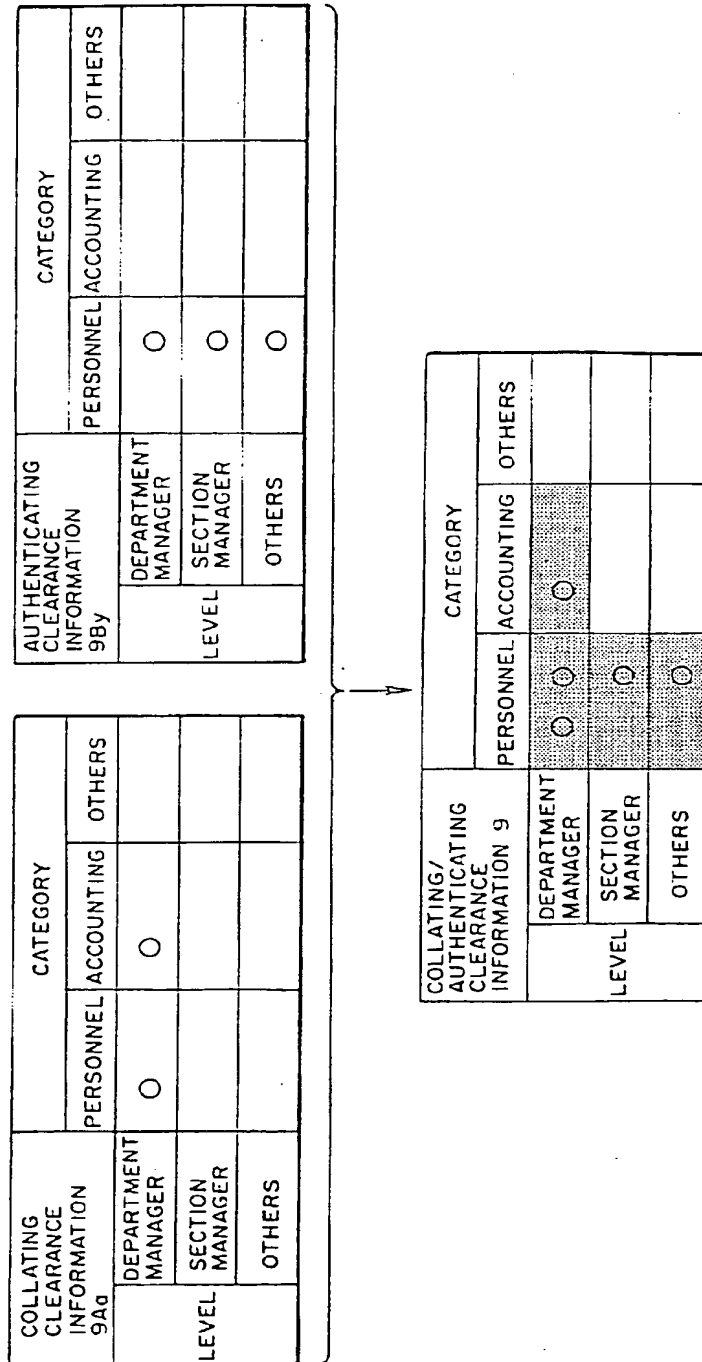 COLLATING
CLEARANCE
INFORMATION
9Aa
CATEGORY
PERSONNEL ACCOUNTING OTHERS
LEVEL
DEPARTMENT
MANAGER
SECTION
MANAGER
OTHERS
AUTHENTICATING
CLEARANCE
INFORMATION
9By
CATEGORY
PERSONNEL ACCOUNTING OTHERS
LEVEL
DEPARTMENT
MANAGER
SECTION
MANAGER
OTHERS
COLLATING/
AUTHENTICATING
CLEARANCE
INFORMATION 9
CATEGORY
PERSONNEL ACCOUNTING OTHERS
LEVEL
DEPARTMENT
MANAGER
SECTION
MANAGER
OTHERS